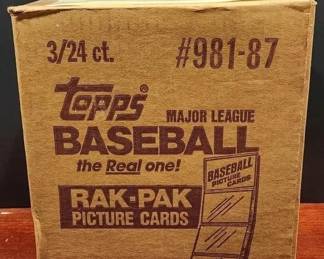 3/24 ct. #981-87
Topps
MAJOR LEAGUE
BASEBALL
the Real one!
RAK-PAK
PICTURE CARDS
BASEBALL
PICTURE CARDS